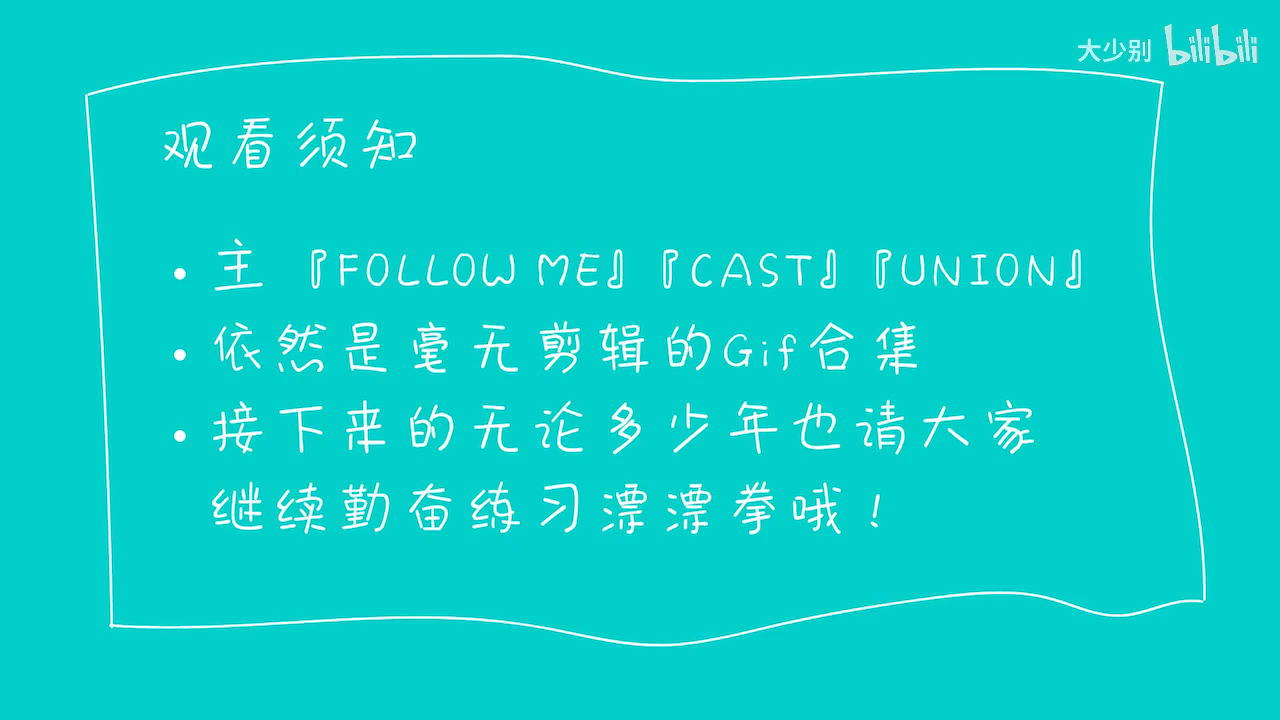 大少别 bilibili
观看须知
• 主 『FOLLOW ME』『CAST』『UNION』
• 依然是毫无剪辑的Gif合集
• 接下来的无论多少年也请大家
继续勤奋练习漂漂拳哦！